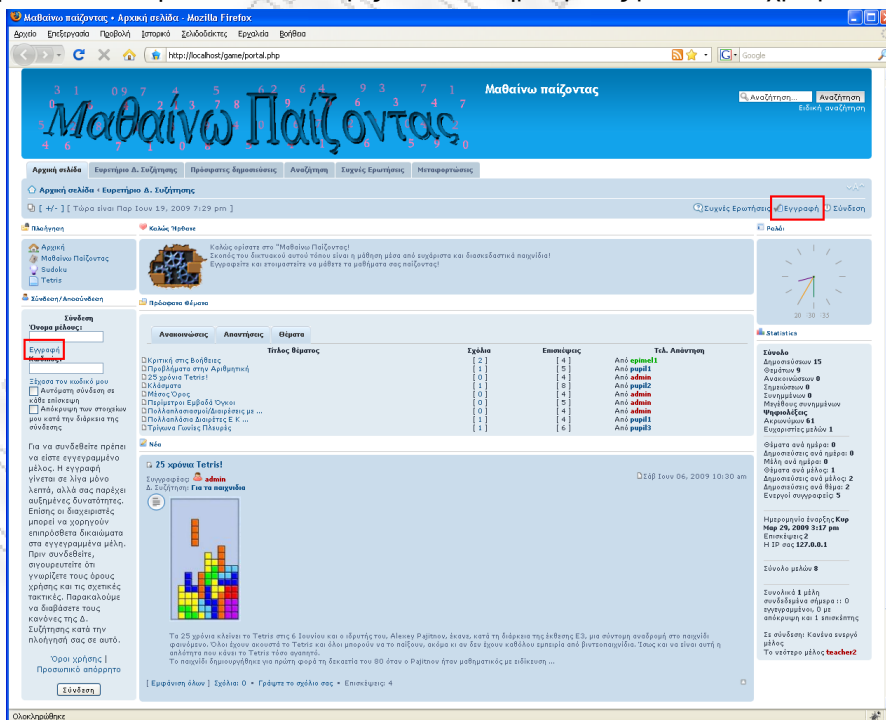 Μαθαίνω παίζοντας • Αρχική σελίδα - Mozilla Firefox
Αρχείο Επεξεργασία Προβολή Ιστορικό Σελιδοδείκτες Εργαλεία Βοήθεια
http://localhost/game/portal.php
Google
Μαθαίνω Παίζοντας
Μαθαίνω παίζοντας
Αναζήτηση... Αναζήτηση
Ειδική αναζήτηση
Αρχική σελίδα Ευρετήριο Δ. Συζήτησης Πρόσφατες δημοσιεύσεις Αναζήτηση Συχνές Ερωτήσεις Μεταφορτώσεις
Αρχική σελίδα ‹ Ευρετήριο Δ. Συζήτησης
[ +/- ] [ Τώρα είναι Παρ Ιουν 19, 2009 7:29 pm ]
Συχνές Ερωτήσεις Εγγραφή Σύνδεση
Πλοήγηση
Αρχική
Μαθαίνω Παίζοντας
Sudoku
Tetris
Σύνδεση/Αποσύνδεση
Σύνδεση
Όνομα μέλους:
Εγγραφή
Κωδικός:
Ξέχασα τον κωδικό μου
Αυτόματη σύνδεση σε
κάθε επίσκεψη
Απόκρυψη των στοιχείων
μου κατά την διάρκεια της
σύνδεσης
Για να συνδεθείτε πρέπει
να είστε εγγεγραμμένο
μέλος. Η εγγραφή
γίνεται σε λίγα μόνο
λεπτά, αλλά σας παρέχει
αυξημένες δυνατότητες.
Επίσης οι διαχειριστές
μπορεί να χορηγούν
επιπρόσθετα δικαιώματα
στα εγγεγραμμένα μέλη.
Πριν συνδεθείτε,
σιγουρευτείτε ότι
γνωρίζετε τους όρους
χρήσης και τις σχετικές
τακτικές. Παρακαλούμε
να διαβάσετε τους
κανόνες της Δ.
Συζήτησης κατά την
πλοήγησή σας σε αυτό.
Όροι χρήσης |
Προσωπικό απόρρητο
Σύνδεση
Καλώς Ήρθατε
Καλώς ορίσατε στο "Μαθαίνω Παίζοντας!
Σκοπός του δικτυακού αυτού τόπου είναι η μάθηση μέσα από ευχάριστα και διασκεδαστικά παιχνίδια!
Εγγραφείτε και ετοιμαστείτε να μάθετε τα μαθήματα σας παίζοντας!
Πρόσφατα Θέματα
Ανακοινώσεις Απαντήσεις Θέματα
Τίτλος Θέματος Σχόλια Επισκέψεις Τελ. Απάντηση
Κριτική στις Βοήθειες [ 2 ] [ 4 ] Από epimel1
Προβλήματα στην Αριθμητική [ 1 ] [ 5 ] Από pupil1
25 χρόνια Tetris! [ 0 ] [ 4 ] Από admin
Κλάσματα [ 1 ] [ 8 ] Από pupil2
Μέσος Όρος [ 0 ] [ 4 ] Από admin
Περίμετροι Εμβαδά Όγκοι [ 0 ] [ 5 ] Από admin
Πολλαπλασιασμοί/Διαιρέσεις με ... [ 0 ] [ 4 ] Από admin
Πολλαπλάσια Διαιρέτες Ε Κ ... [ 1 ] [ 4 ] Από pupil1
Τρίγωνα Γωνίες Πλευρές [ 1 ] [ 6 ] Από pupil3
Νέα
25 χρόνια Tetris!
Συγγραφέας: admin
Δ. Συζήτηση: Για τα παιχνίδια
Σάβ Ιουν 06, 2009 10:30 am
Τα 25 χρόνια κλείνει το Tetris στις 6 Ιουνίου και ο ιδρυτής του, Alexey Pajitnov, έκανε, κατά τη διάρκεια της έκθεσης E3, μια σύντομη αναδρομή στο παιχνίδι
φαινόμενο. Όλοι έχουν ακουστά το Tetris και όλοι μπορούν να το παίξουν, ακόμα κι αν δεν έχουν καθόλου εμπειρία από βιντεοπαιχνίδια. Ίσως και να είναι αυτή η
απλότητα που κάνει το Tetris τόσο αγαπητό.
Το παιχνίδι δημιουργήθηκε για πρώτη φορά τη δεκαετία του 80 όταν ο Pajitnov ήταν μαθηματικός με ειδίκευση ...
[ Εμφάνιση όλων ] Σχόλια: 0 • Γράψτε το σχόλιο σας • Επισκέψεις: 4
Ρολόι
20 30 35
Statistics
Σύνολο
Δημοσιεύσεων 15
Θεμάτων 9
Ανακοινώσεων 0
Σημειώσεων 0
Συνημμένων 0
Μεγέθους συνημμένων
Ψηφιολέξεις
Ακρωνύμων 61
Ευχαριστίες μελών 1
Θέματα ανά ημέρα: 0
Δημοσιεύσεις ανά ημέρα: 0
Μέλη ανά ημέρα: 0
Θέματα ανά μέλος: 1
Δημοσιεύσεις ανά μέλος: 2
Δημοσιεύσεις ανά θέμα: 2
Ενεργοί συγγραφείς: 5
Ημερομηνία έναρξης Κυρ
Μαρ 29, 2009 3:17 pm
Επισκέψεις 2
Η IP σας 127.0.0.1
Σύνολο μελών 8
Συνολικά 1 μέλη
συνδεδεμένα σήμερα :: 0
εγγεγραμμένοι, 0 με
απόκρυψη και 1 επισκέπτης
Σε σύνδεση: Κανένα ενεργό
μέλος
Το νεότερο μέλος teacher2
Ολοκληρώθηκε